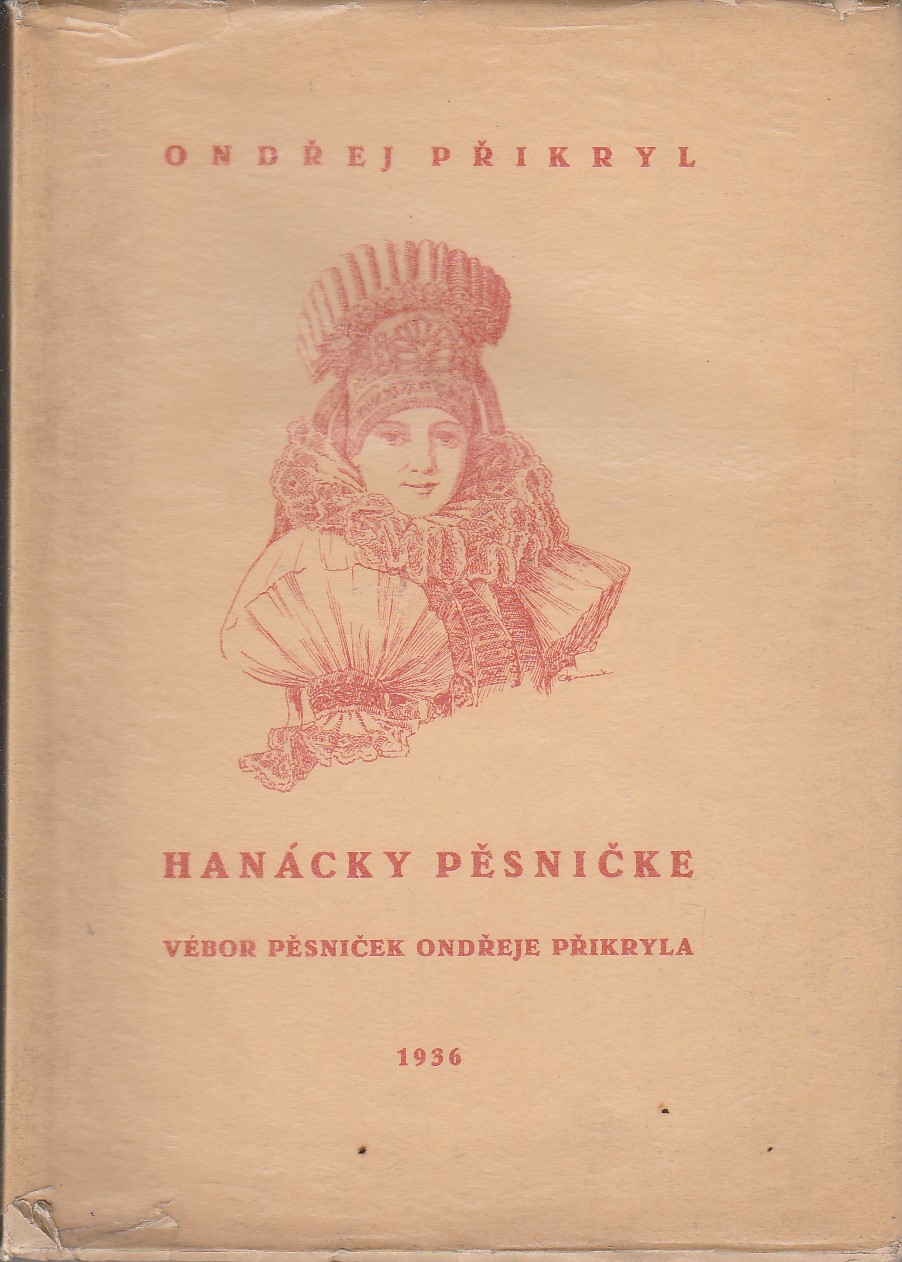 ONDŘEJ PŘIKRYL
HANÁCKY PĚSNIČKE
VÉBOR PĚSNIČEK ONDŘEJE PŘIKRYLA
1936